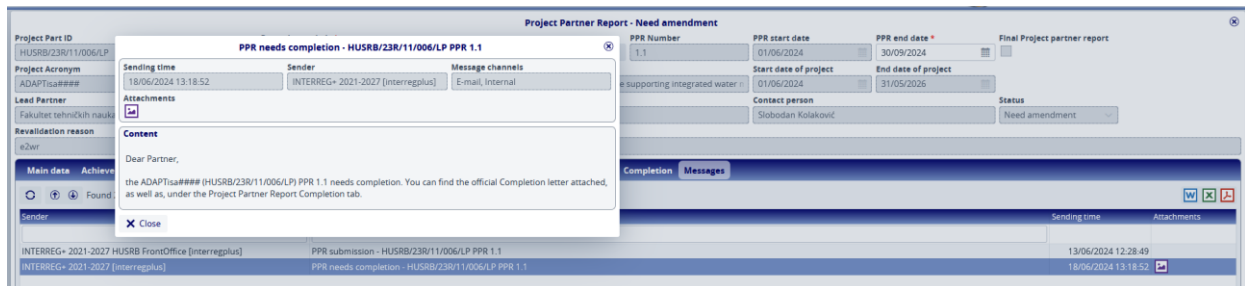 Project Partner Report - Need amendment
Project Part ID
PPR Number
PPR start date
PPR end date *
Final Project partner report
HUSRB/23R/11/006/LP
1.1
01/06/2024
30/09/2024
Project Acronym
Start date of project
End date of project
ADAPTisa####
e supporting integrated water
01/06/2024
31/05/2026
Lead Partner
Contact person
Status
Fakultet tehničkih nauka
Slobodan Kolaković
Need amendment
Revalidation reason
e2wr
PPR needs completion - HUSRB/23R/11/006/LP PPR 1.1
Sending time
Sender
Message channels
18/06/2024 13:18:52
INTERREG+ 2021-2027 [interregplus]
E-mail, Internal
Attachments
Content
Dear Partner,
the ADAPTisa#### (HUSRB/23R/11/006/LP) PPR 1.1 needs completion. You can find the official Completion letter attached,
as well as, under the Project Partner Report Completion tab.
Close
Main data Achieve Completion Messages
Found
Sender Sending time Attachments
INTERREG+ 2021-2027 HUSRB FrontOffice [interregplus] PPR submission - HUSRB/23R/11/006/LP PPR 1.1 13/06/2024 12:28:49
INTERREG+ 2021-2027 [interregplus] PPR needs completion - HUSRB/23R/11/006/LP PPR 1.1 18/06/2024 13:18:52